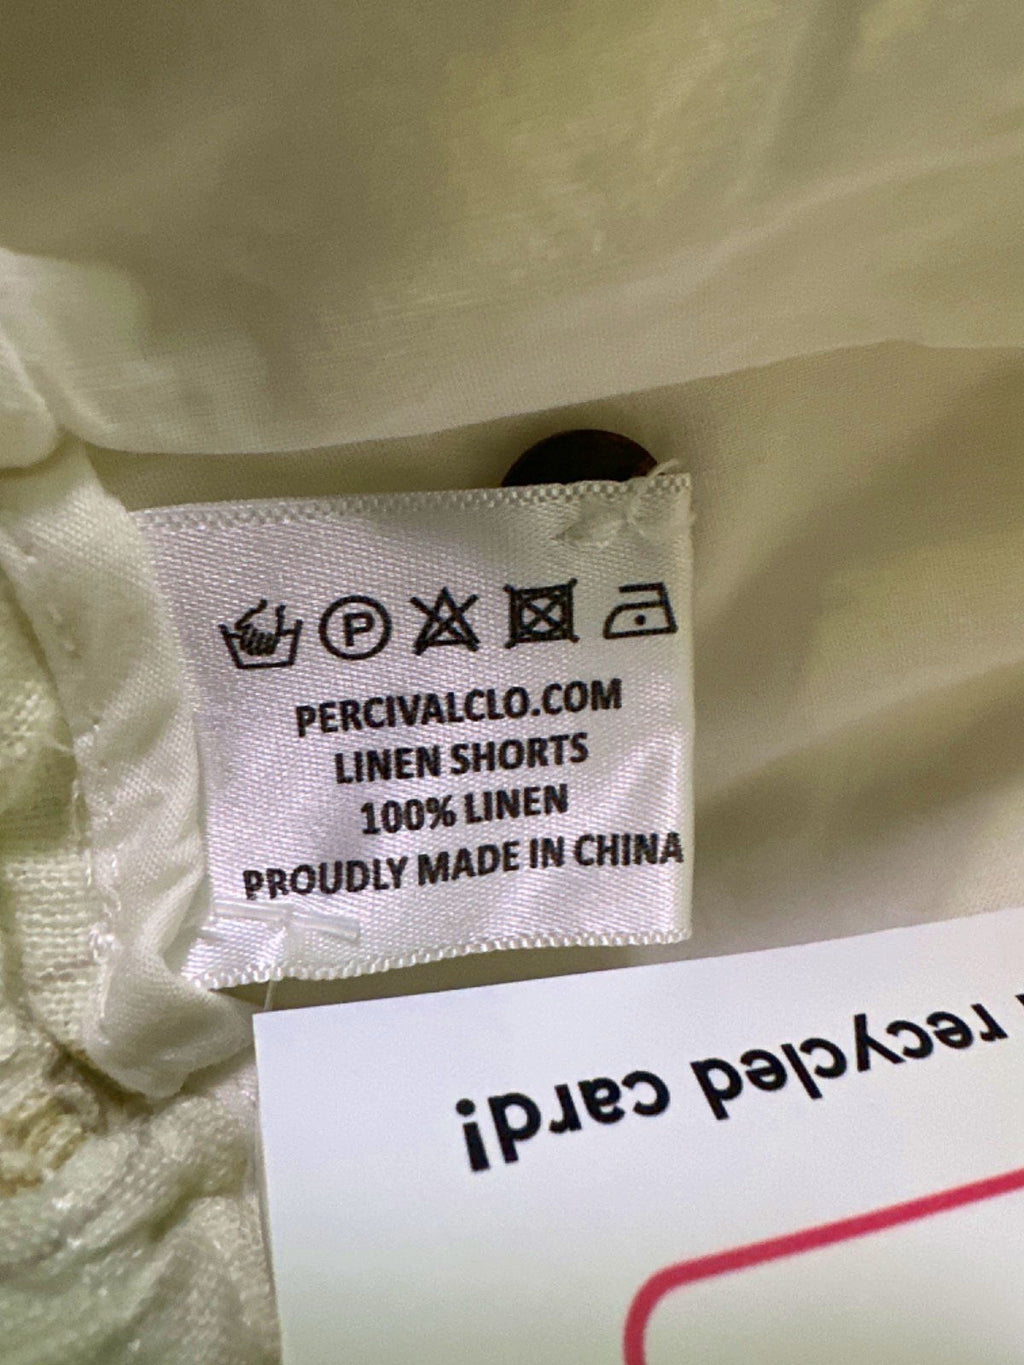 P
PERCIVALCLO.COM
LINEN SHORTS
100% LINEN
PROUDLY MADE IN CHINA
recycled card!